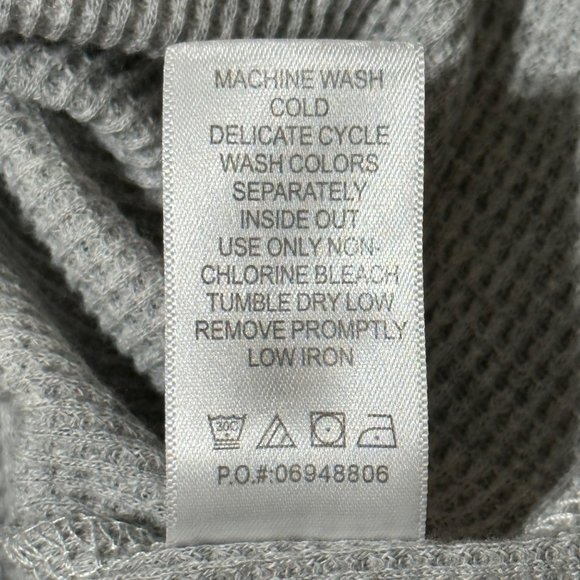 MACHINE WASH
COLD
DELICATE CYCLE
WASH COLORS
SEPARATELY
INSIDE OUT
USE ONLY NON-
CHLORINE BLEACH
TUMBLE DRY LOW
REMOVE PROMPTLY
LOW IRON
30C
P.O.#:06948806